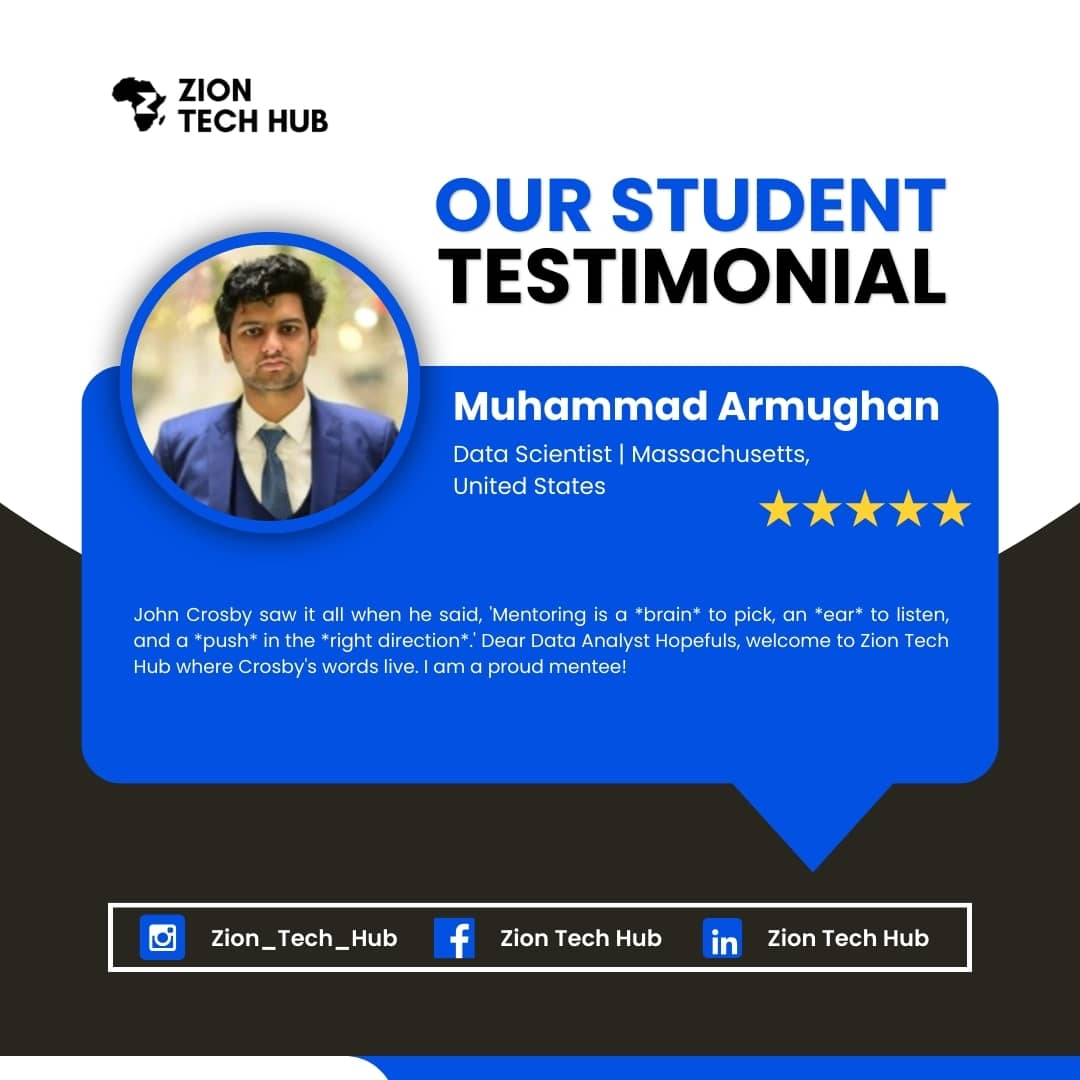 ZION
TECH HUB
OUR STUDENT
TESTIMONIAL
Muhammad Armughan
Data Scientist | Massachusetts,
United States
John Crosby saw it all when he said, 'Mentoring is a *brain* to pick, an *ear* to listen,
and a *push* in the *right direction*.' Dear Data Analyst Hopefuls, welcome to Zion Tech
Hub where Crosby's words live. I am a proud mentee!
Zion_Tech_Hub Zion Tech Hub Zion Tech Hub